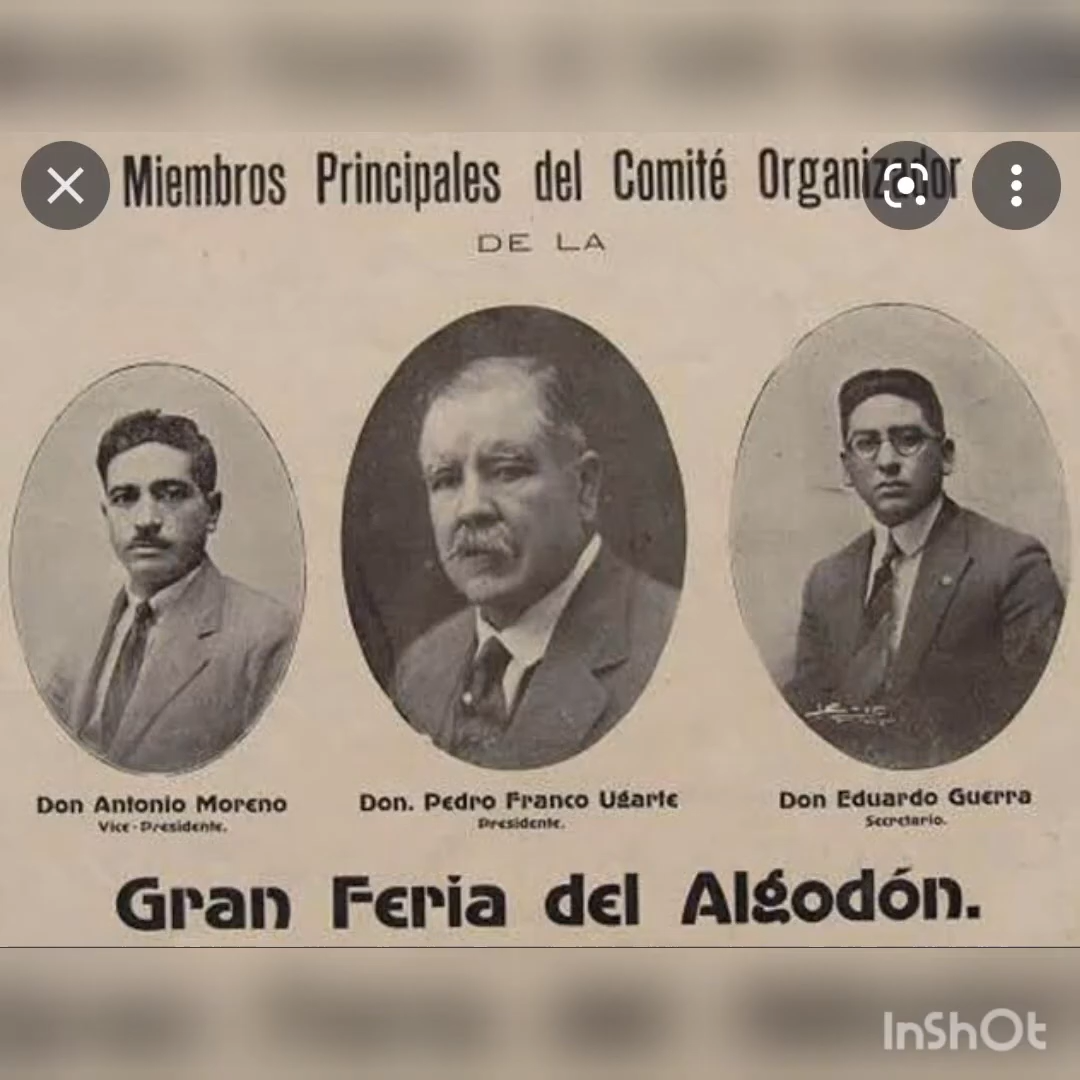 Miembros Principales del Comité Organizador
DE LA
Don Antonio Moreno
Vice-Presidente.
Don. Pedro Franco Ugarte
Presidente.
Don Eduardo Guerra
Secretario.
Gran Feria del Algodón.
InShOt